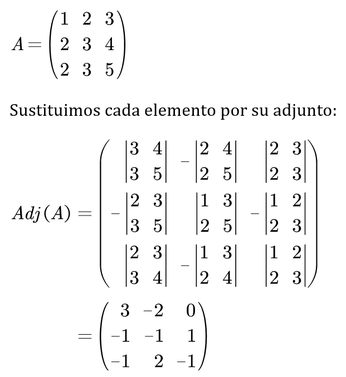 A = (1 2 3
2 3 4
2 3 5)
Sustituimos cada elemento por su adjunto:
Adj(A) = ( |3 4; 3 5| −|2 4; 2 5| |2 3; 2 3|
−|2 3; 3 5| |1 3; 2 5| −|1 2; 2 3|
|2 3; 3 4| −|1 3; 2 4| |1 2; 2 3| )
= ( 3 −2 0
−1 −1 1
−1 2 −1 )